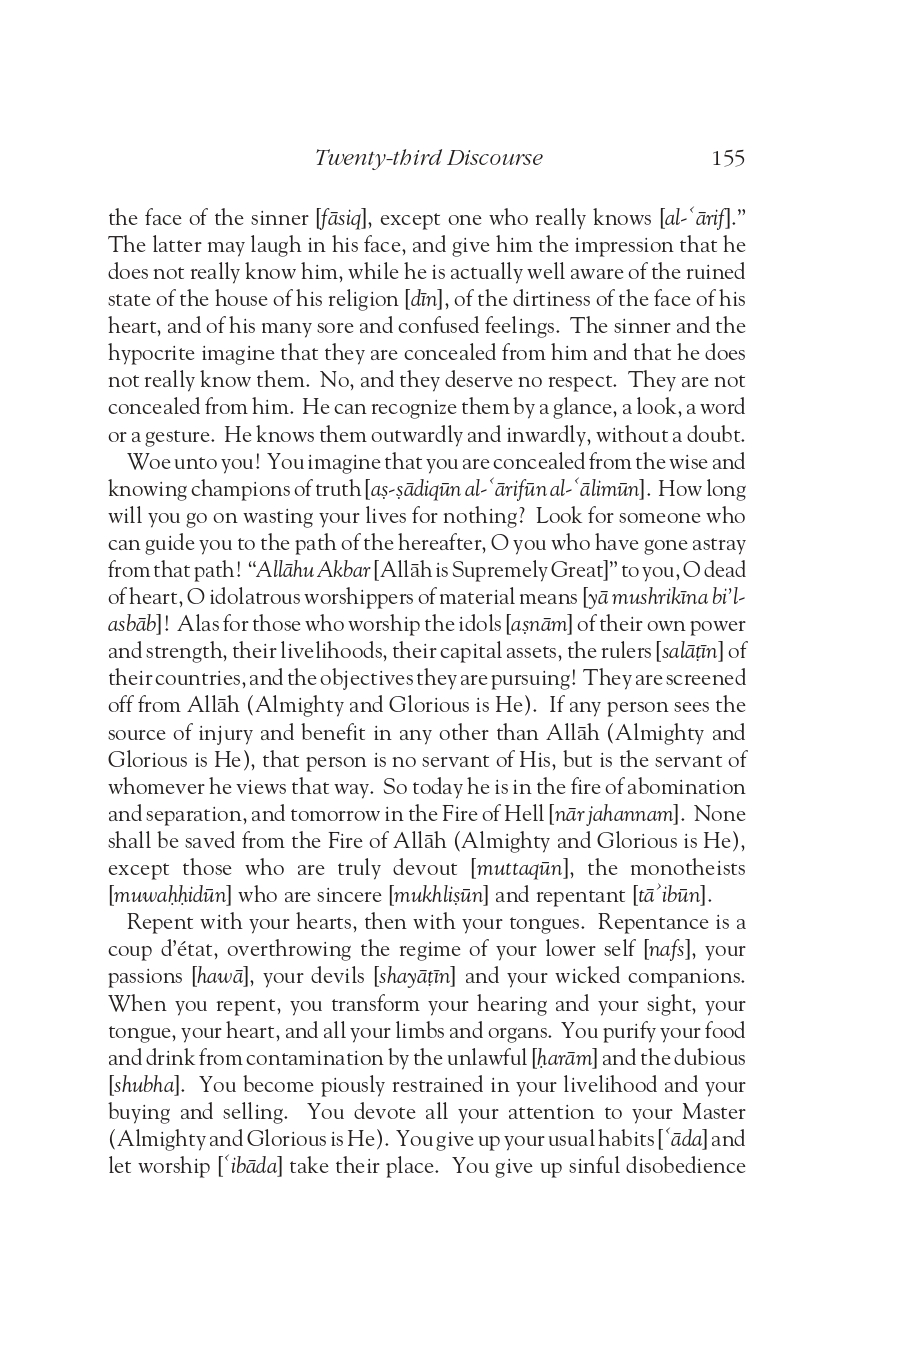 Twenty-third Discourse 155
the face of the sinner [fāsiq], except one who really knows [al-ʿārif].”
The latter may laugh in his face, and give him the impression that he
does not really know him, while he is actually well aware of the ruined
state of the house of his religion [dīn], of the dirtiness of the face of his
heart, and of his many sore and confused feelings. The sinner and the
hypocrite imagine that they are concealed from him and that he does
not really know them. No, and they deserve no respect. They are not
concealed from him. He can recognize them by a glance, a look, a word
or a gesture. He knows them outwardly and inwardly, without a doubt.
Woe unto you! You imagine that you are concealed from the wise and
knowing champions of truth [aṣ-ṣādiqūn al-ʿārifūn al-ʿālimūn]. How long
will you go on wasting your lives for nothing? Look for someone who
can guide you to the path of the hereafter, O you who have gone astray
from that path! “Allāhu Akbar [Allāh is Supremely Great]” to you, O dead
of heart, O idolatrous worshippers of material means [yā mushrikīna bi’l-
asbāb]! Alas for those who worship the idols [aṣnām] of their own power
and strength, their livelihoods, their capital assets, the rulers [salāṭīn] of
their countries, and the objectives they are pursuing! They are screened
off from Allāh (Almighty and Glorious is He). If any person sees the
source of injury and benefit in any other than Allāh (Almighty and
Glorious is He), that person is no servant of His, but is the servant of
whomever he views that way. So today he is in the fire of abomination
and separation, and tomorrow in the Fire of Hell [nār jahannam]. None
shall be saved from the Fire of Allāh (Almighty and Glorious is He),
except those who are truly devout [muttaqūn], the monotheists
[muwaḥḥidūn] who are sincere [mukhliṣūn] and repentant [tāʾibūn].
Repent with your hearts, then with your tongues. Repentance is a
coup d’état, overthrowing the regime of your lower self [nafs], your
passions [hawā], your devils [shayāṭīn] and your wicked companions.
When you repent, you transform your hearing and your sight, your
tongue, your heart, and all your limbs and organs. You purify your food
and drink from contamination by the unlawful [ḥarām] and the dubious
[shubha]. You become piously restrained in your livelihood and your
buying and selling. You devote all your attention to your Master
(Almighty and Glorious is He). You give up your usual habits [ʿāda] and
let worship [ʿibāda] take their place. You give up sinful disobedience